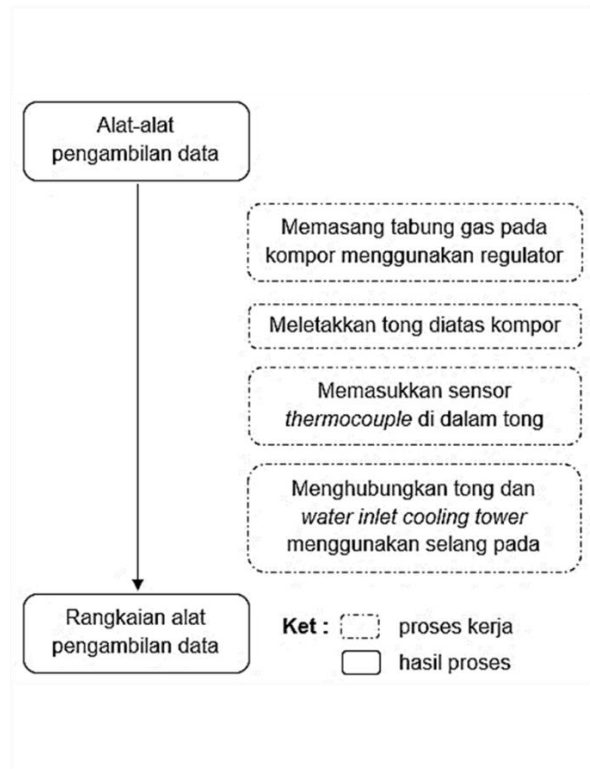 Alat-alat
pengambilan data
Memasang tabung gas pada
kompor menggunakan regulator
Meletakkan tong diatas kompor
Memasukkan sensor
thermocouple di dalam tong
Menghubungkan tong dan
water inlet cooling tower
menggunakan selang pada
Rangkaian alat
pengambilan data
Ket : proses kerja
hasil proses